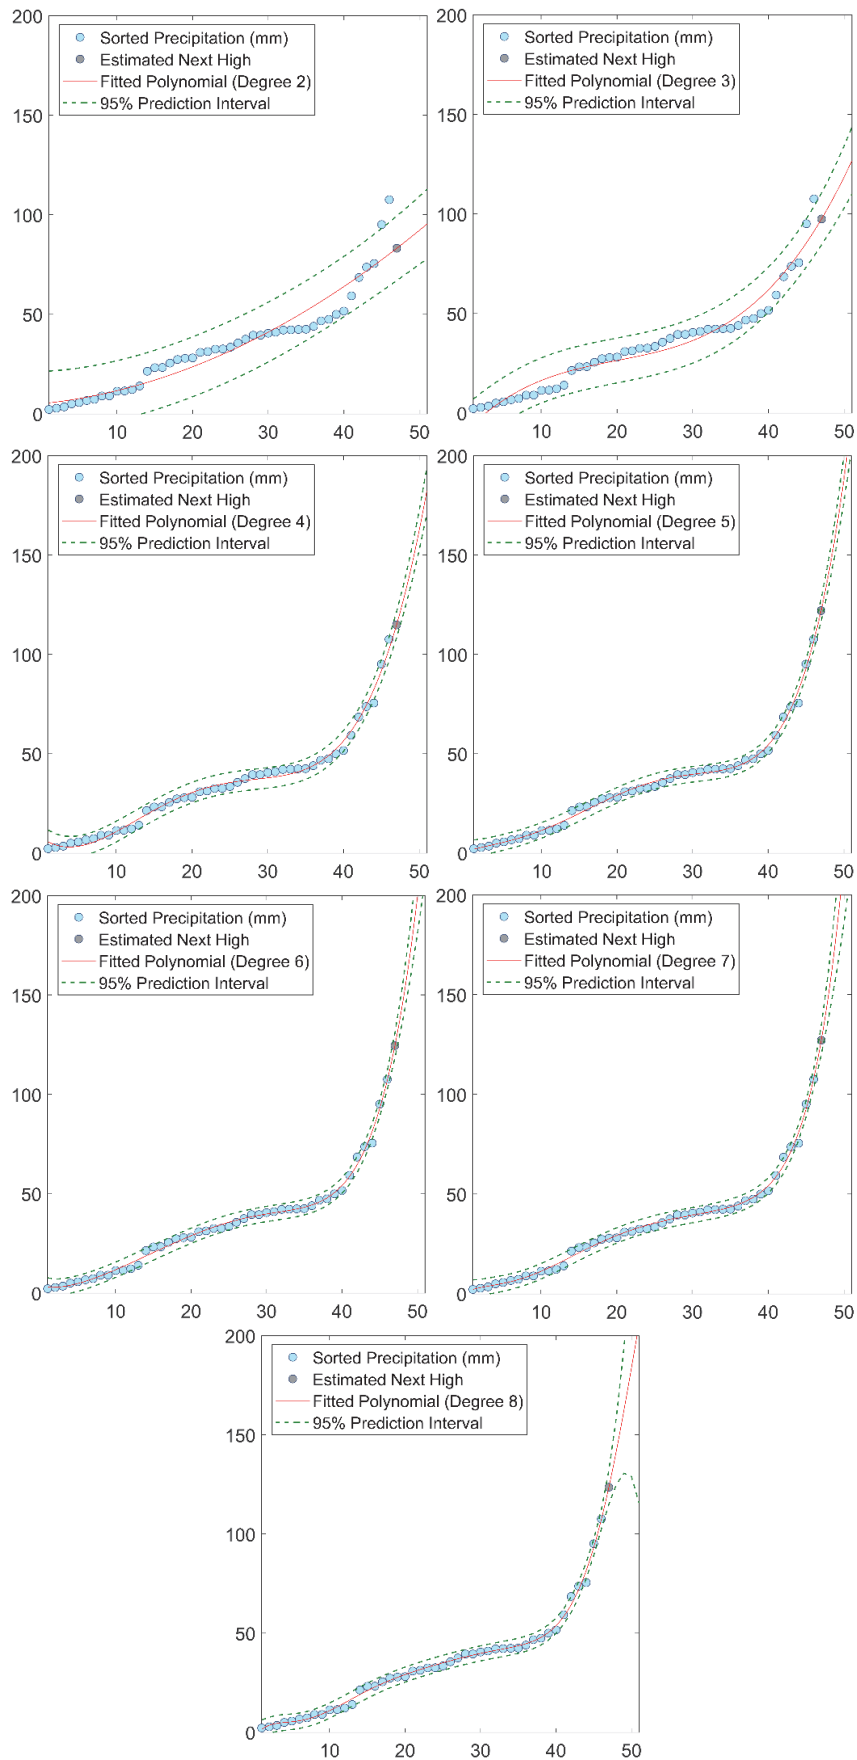 200
150
100
50
0
10
20
30
40
50
Sorted Precipitation (mm)
Estimated Next High
Fitted Polynomial (Degree 2)
95% Prediction Interval
200
150
100
50
0
10
20
30
40
50
Sorted Precipitation (mm)
Estimated Next High
Fitted Polynomial (Degree 3)
95% Prediction Interval
200
150
100
50
0
10
20
30
40
50
Sorted Precipitation (mm)
Estimated Next High
Fitted Polynomial (Degree 4)
95% Prediction Interval
200
150
100
50
0
10
20
30
40
50
Sorted Precipitation (mm)
Estimated Next High
Fitted Polynomial (Degree 5)
95% Prediction Interval
200
150
100
50
0
10
20
30
40
50
Sorted Precipitation (mm)
Estimated Next High
Fitted Polynomial (Degree 6)
95% Prediction Interval
200
150
100
50
0
10
20
30
40
50
Sorted Precipitation (mm)
Estimated Next High
Fitted Polynomial (Degree 7)
95% Prediction Interval
200
150
100
50
0
10
20
30
40
50
Sorted Precipitation (mm)
Estimated Next High
Fitted Polynomial (Degree 8)
95% Prediction Interval
50